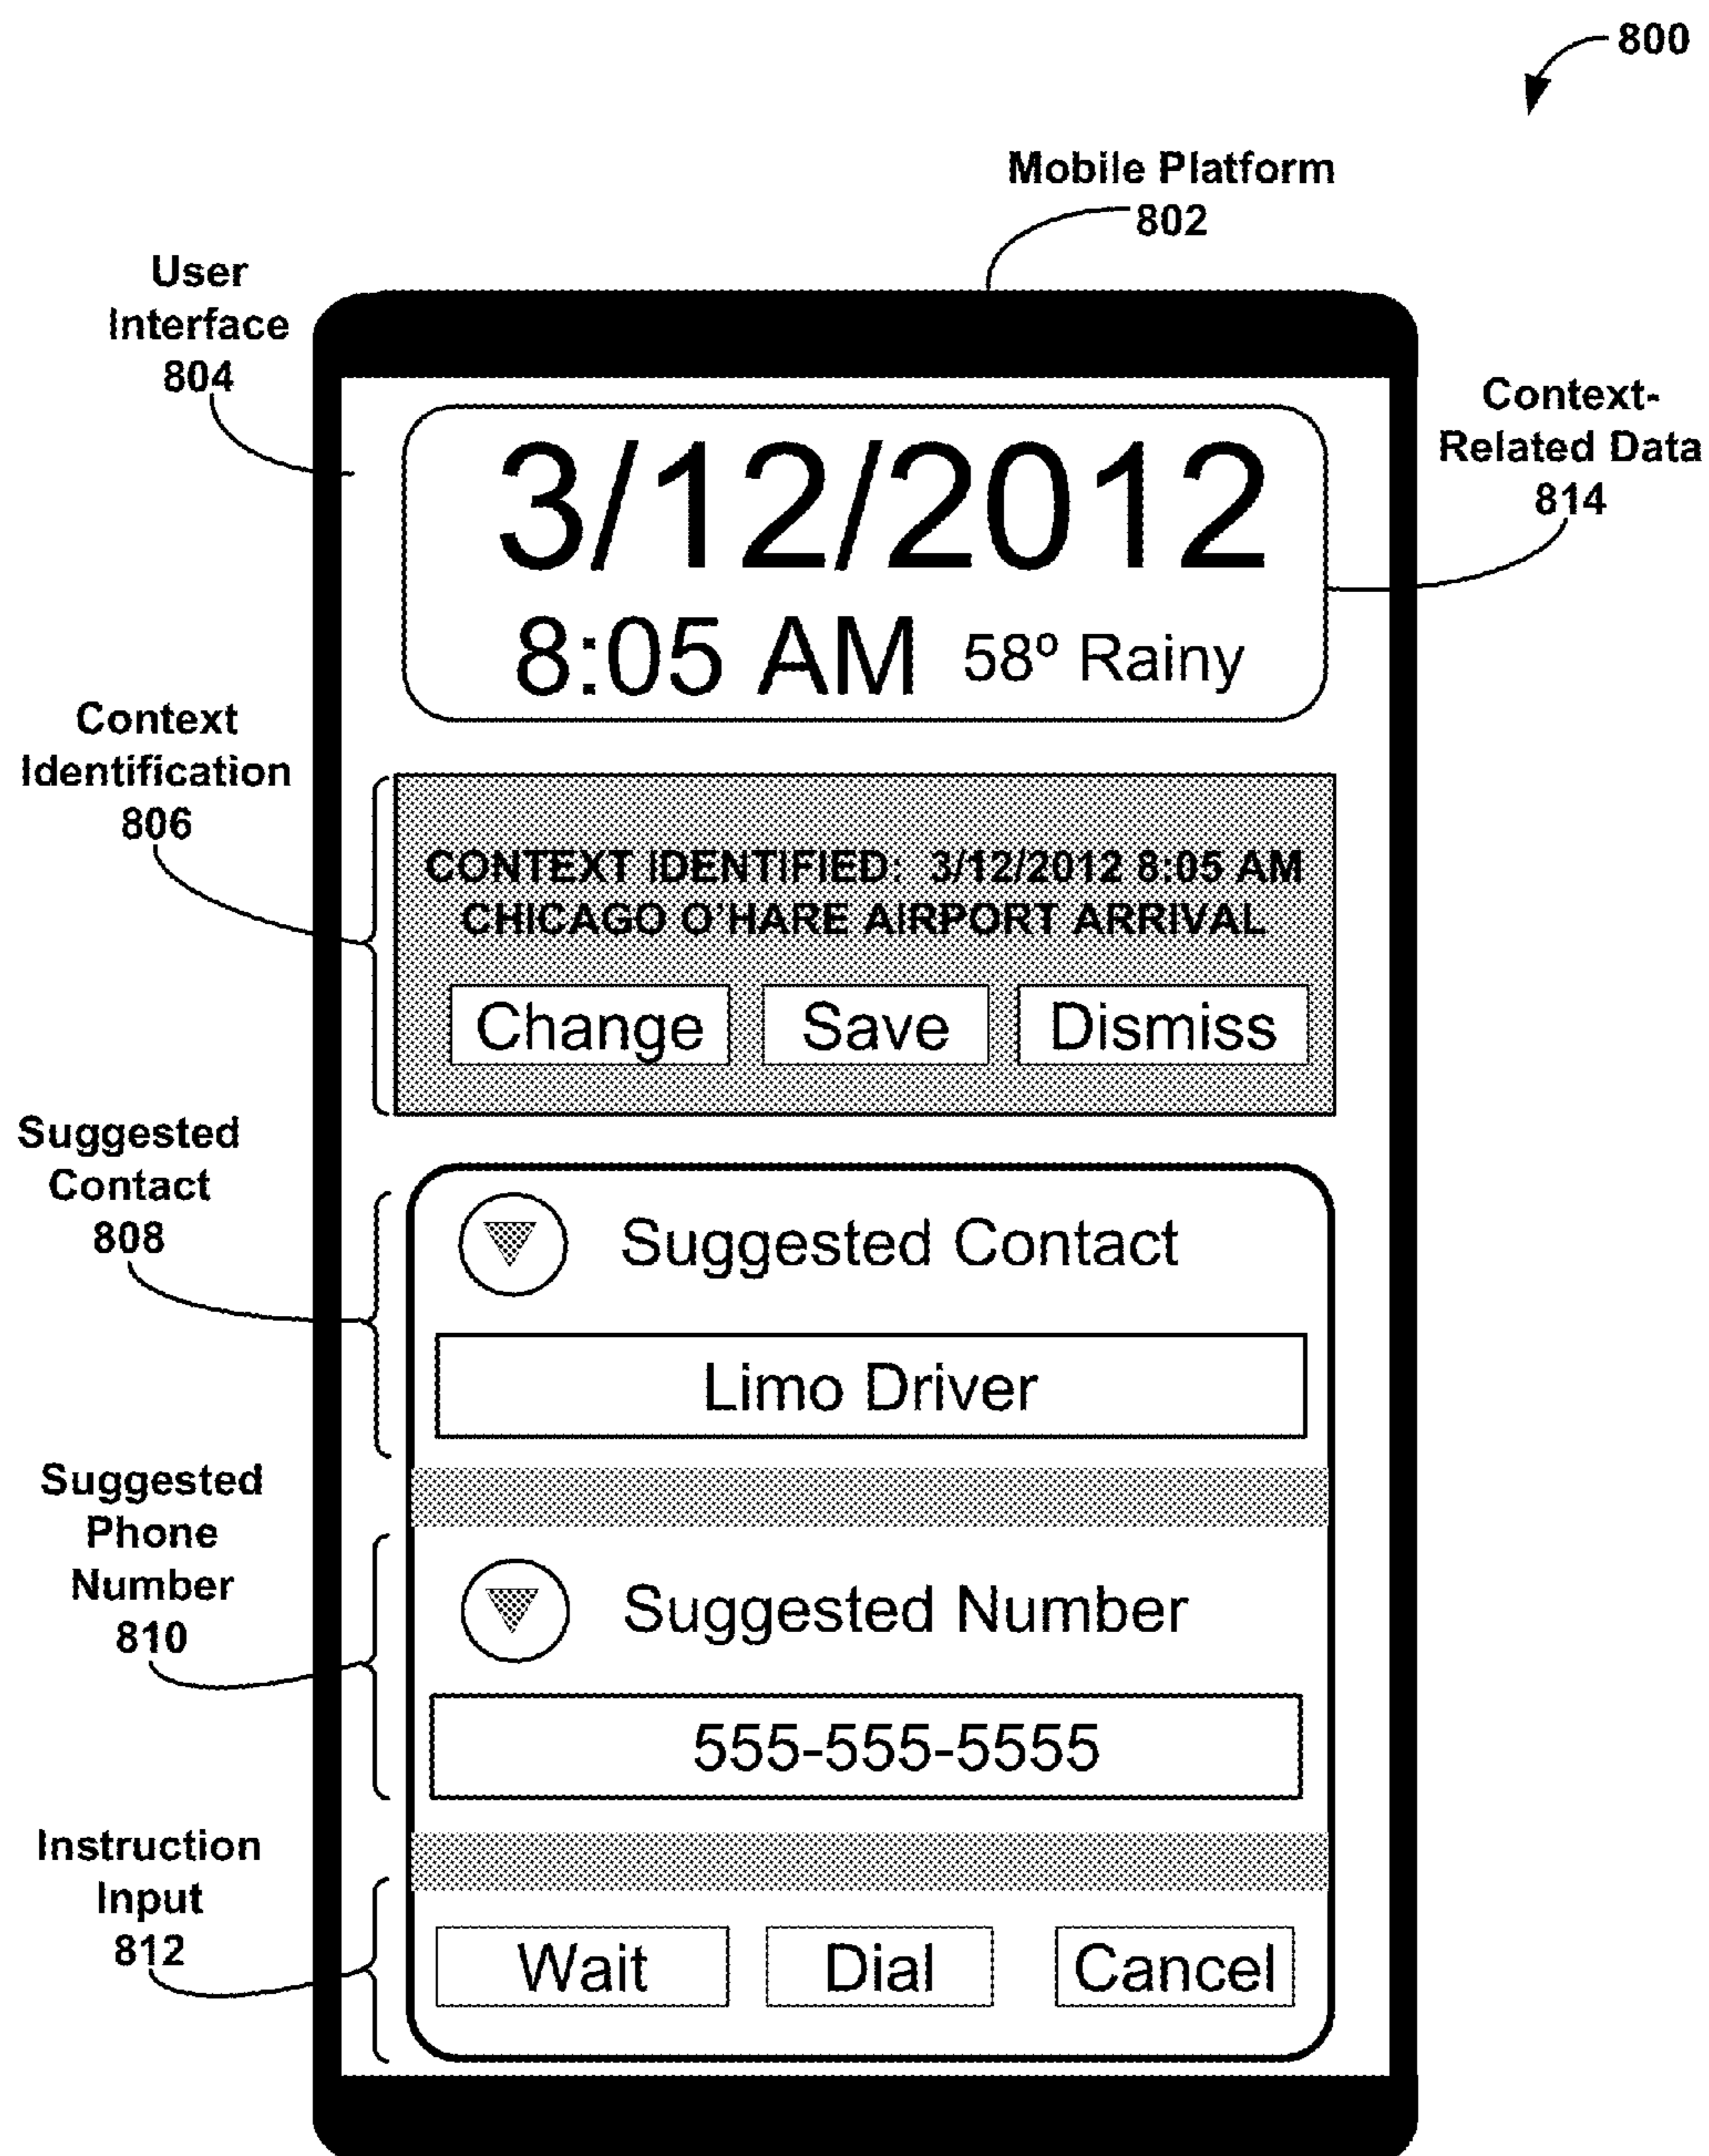 800
Mobile Platform
802
User
Interface
804
Context-
Related Data
814
3/12/2012
8:05 AM 58º Rainy
Context
Identification
806
CONTEXT IDENTIFIED: 3/12/2012 8:05 AM
CHICAGO O'HARE AIRPORT ARRIVAL
Change Save Dismiss
Suggested
Contact
808
Suggested Contact
Limo Driver
Suggested
Phone
Number
810
Suggested Number
555-555-5555
Instruction
Input
812
Wait Dial Cancel